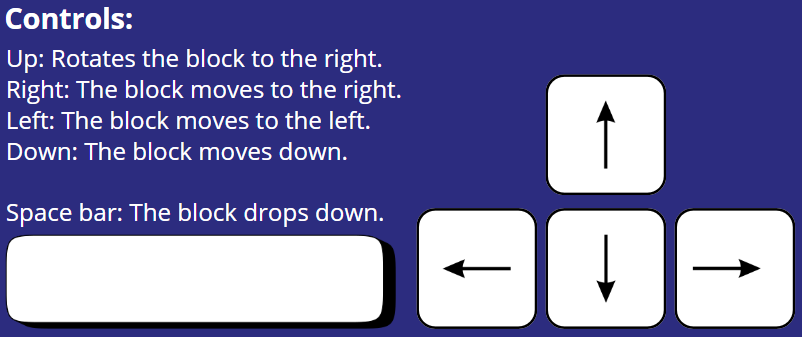 Controls:
Up: Rotates the block to the right.
Right: The block moves to the right.
Left: The block moves to the left.
Down: The block moves down.
Space bar: The block drops down.